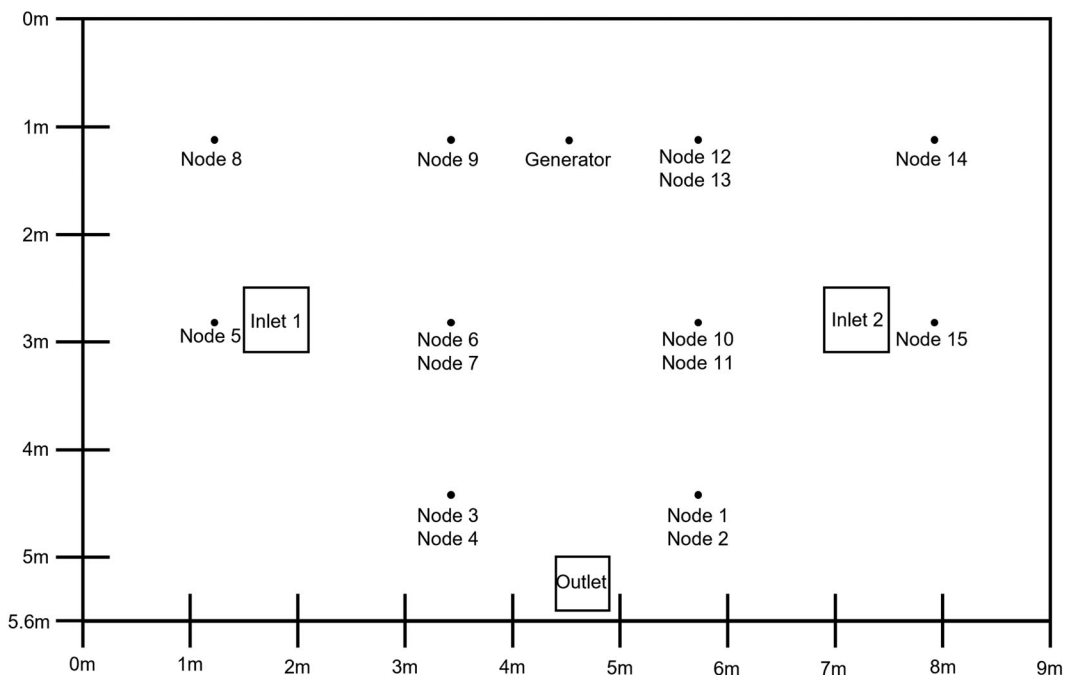 0m
1m
Node 8
Node 9
Generator
Node 12
Node 13
Node 14
2m
3m
Node 5
Inlet 1
Node 6
Node 7
Node 10
Node 11
Inlet 2
Node 15
4m
Node 3
Node 4
Node 1
Node 2
5m
Outlet
5.6m
0m
1m
2m
3m
4m
5m
6m
7m
8m
9m